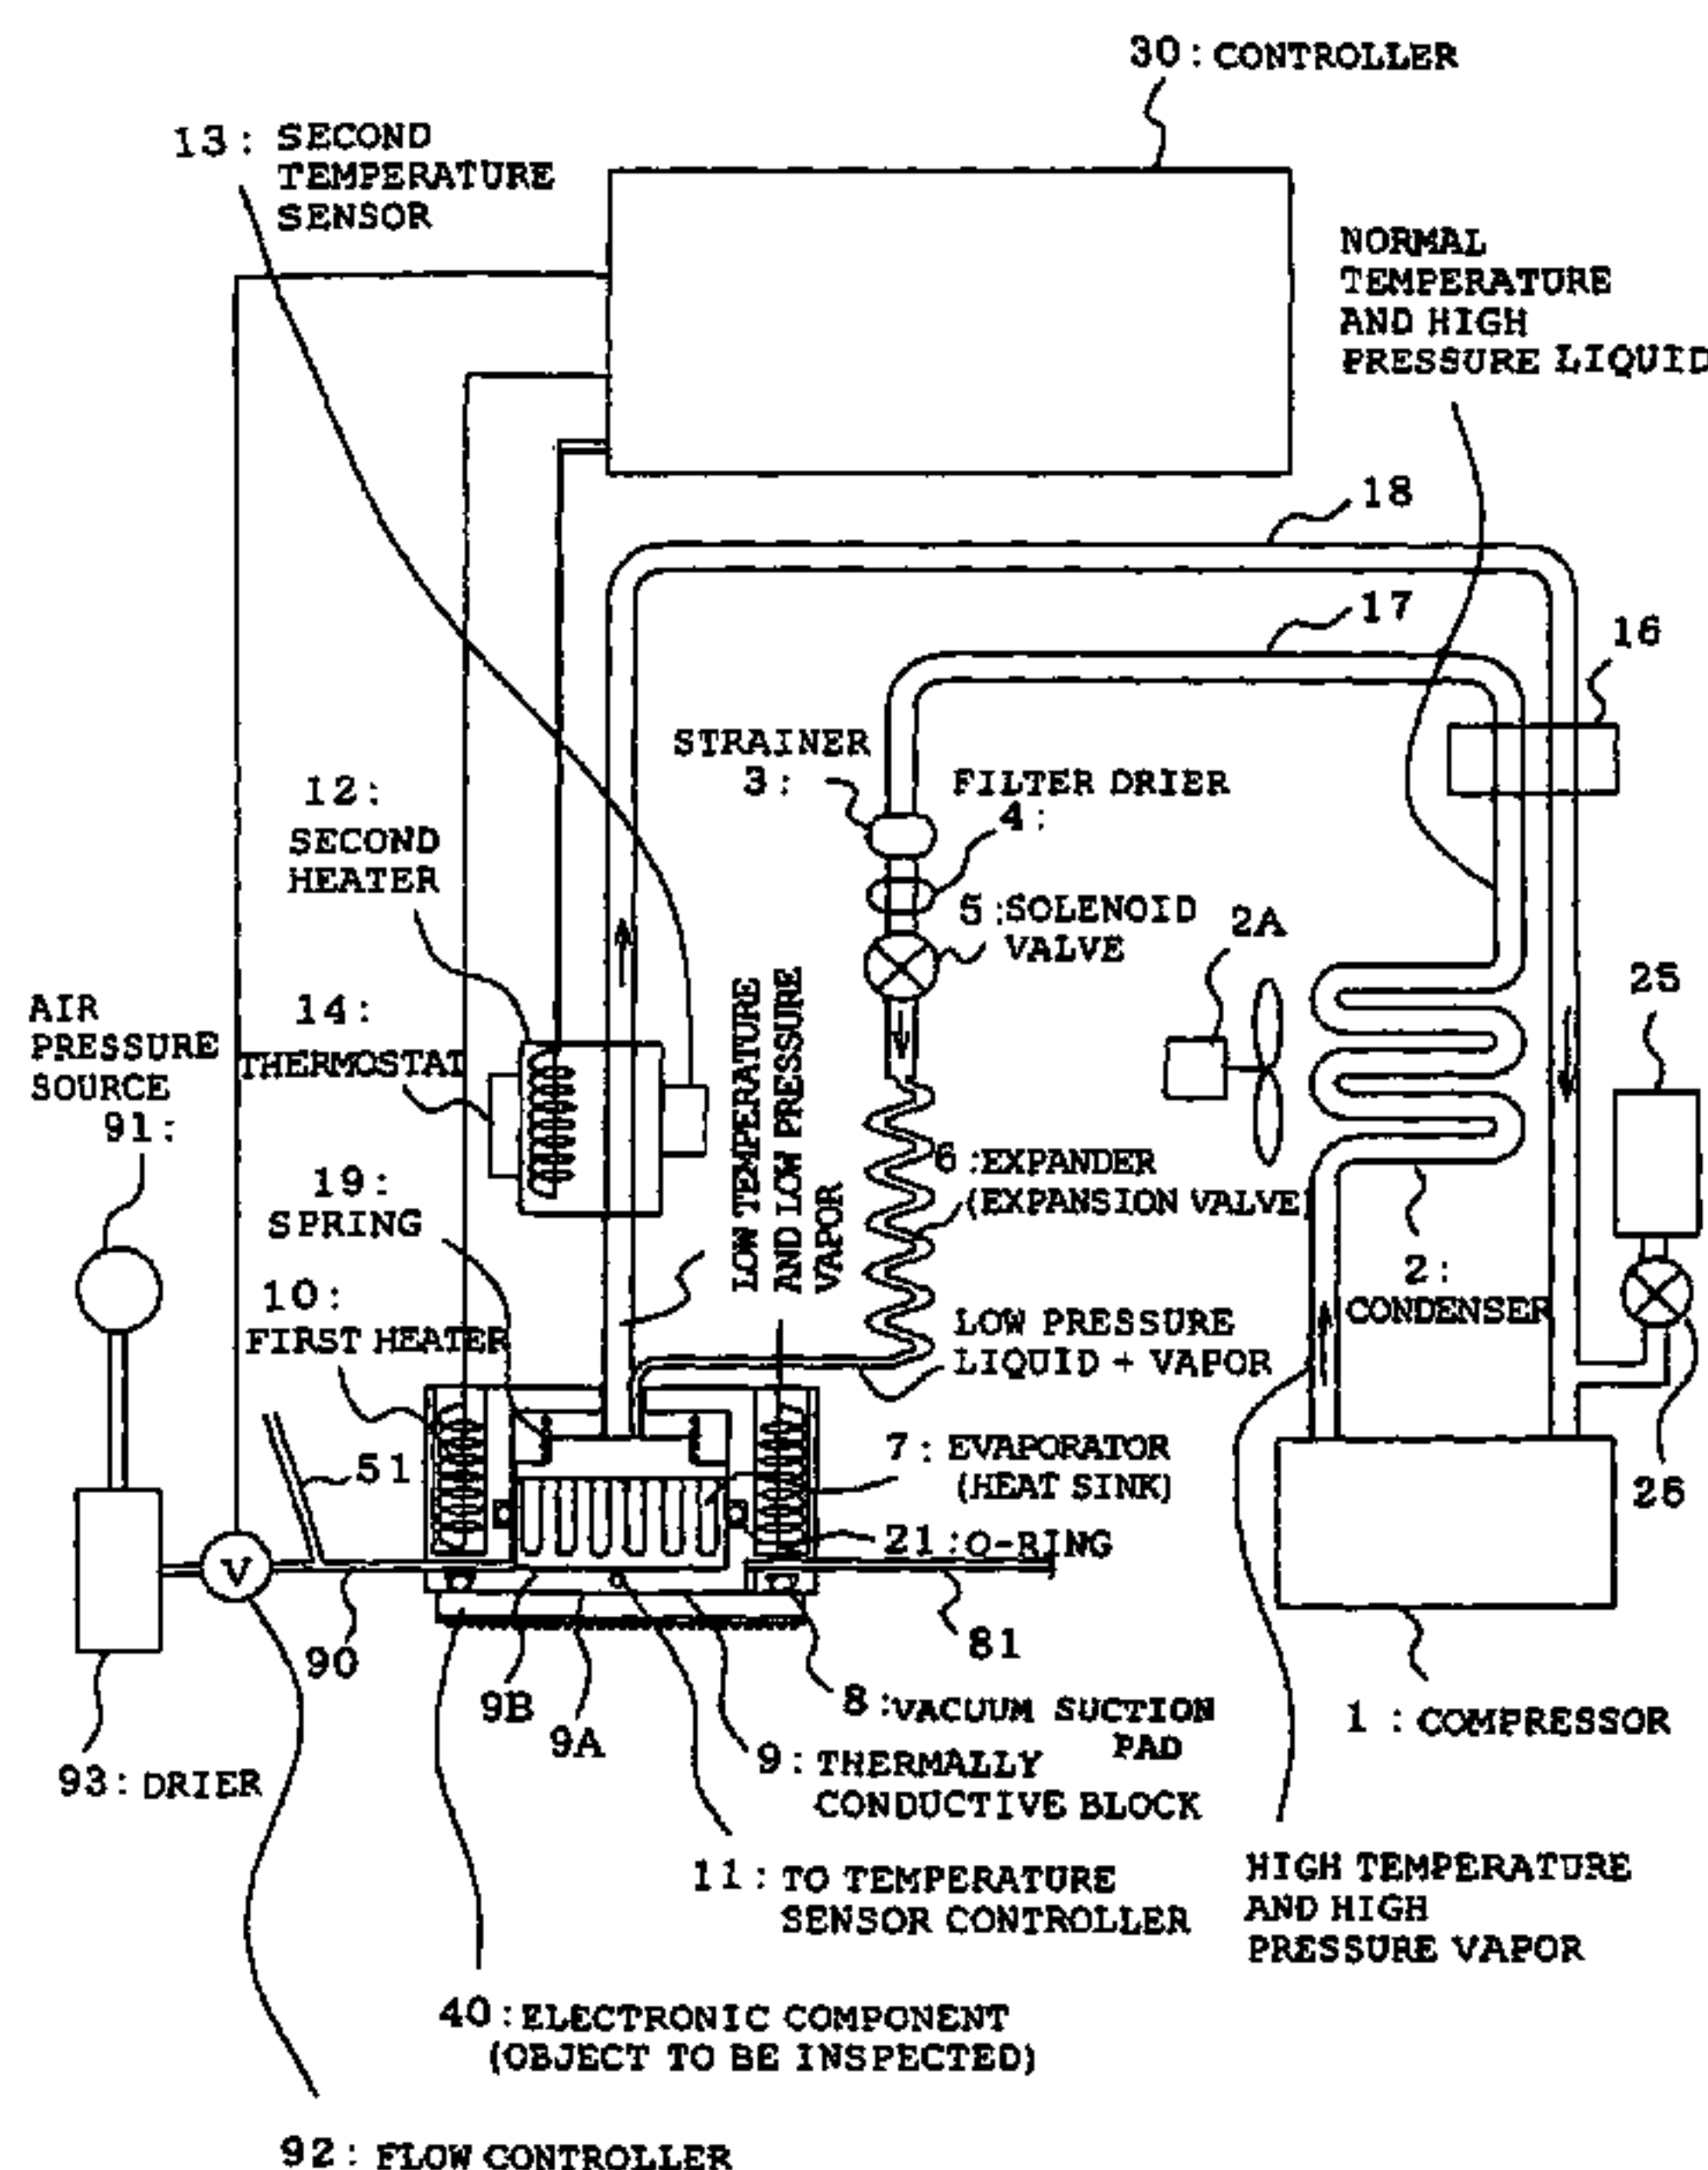 30: CONTROLLER
13: SECOND
TEMPERATURE
SENSOR
NORMAL
TEMPERATURE
AND HIGH
PRESSURE LIQUID
18
17
16
STRAINER
3:
FILTER DRIER
4:
12:
SECOND
HEATER
5: SOLENOID
VALVE
2A
25
AIR
PRESSURE
SOURCE
91:
14:
THERMOSTAT
LOW TEMPERATURE
AND LOW PRESSURE
VAPOR
6: EXPANDER
(EXPANSION VALVE)
19:
SPRING
2:
CONDENSER
10:
FIRST HEATER
LOW PRESSURE
LIQUID + VAPOR
51
7: EVAPORATOR
(HEAT SINK)
26
21: O-RING
V
90
81
9B
9A
8: VACUUM SUCTION
PAD
1: COMPRESSOR
93: DRIER
9: THERMALLY
CONDUCTIVE BLOCK
11: TO TEMPERATURE
SENSOR CONTROLLER
HIGH TEMPERATURE
AND HIGH
PRESSURE VAPOR
40: ELECTRONIC COMPONENT
(OBJECT TO BE INSPECTED)
92: FLOW CONTROLLER